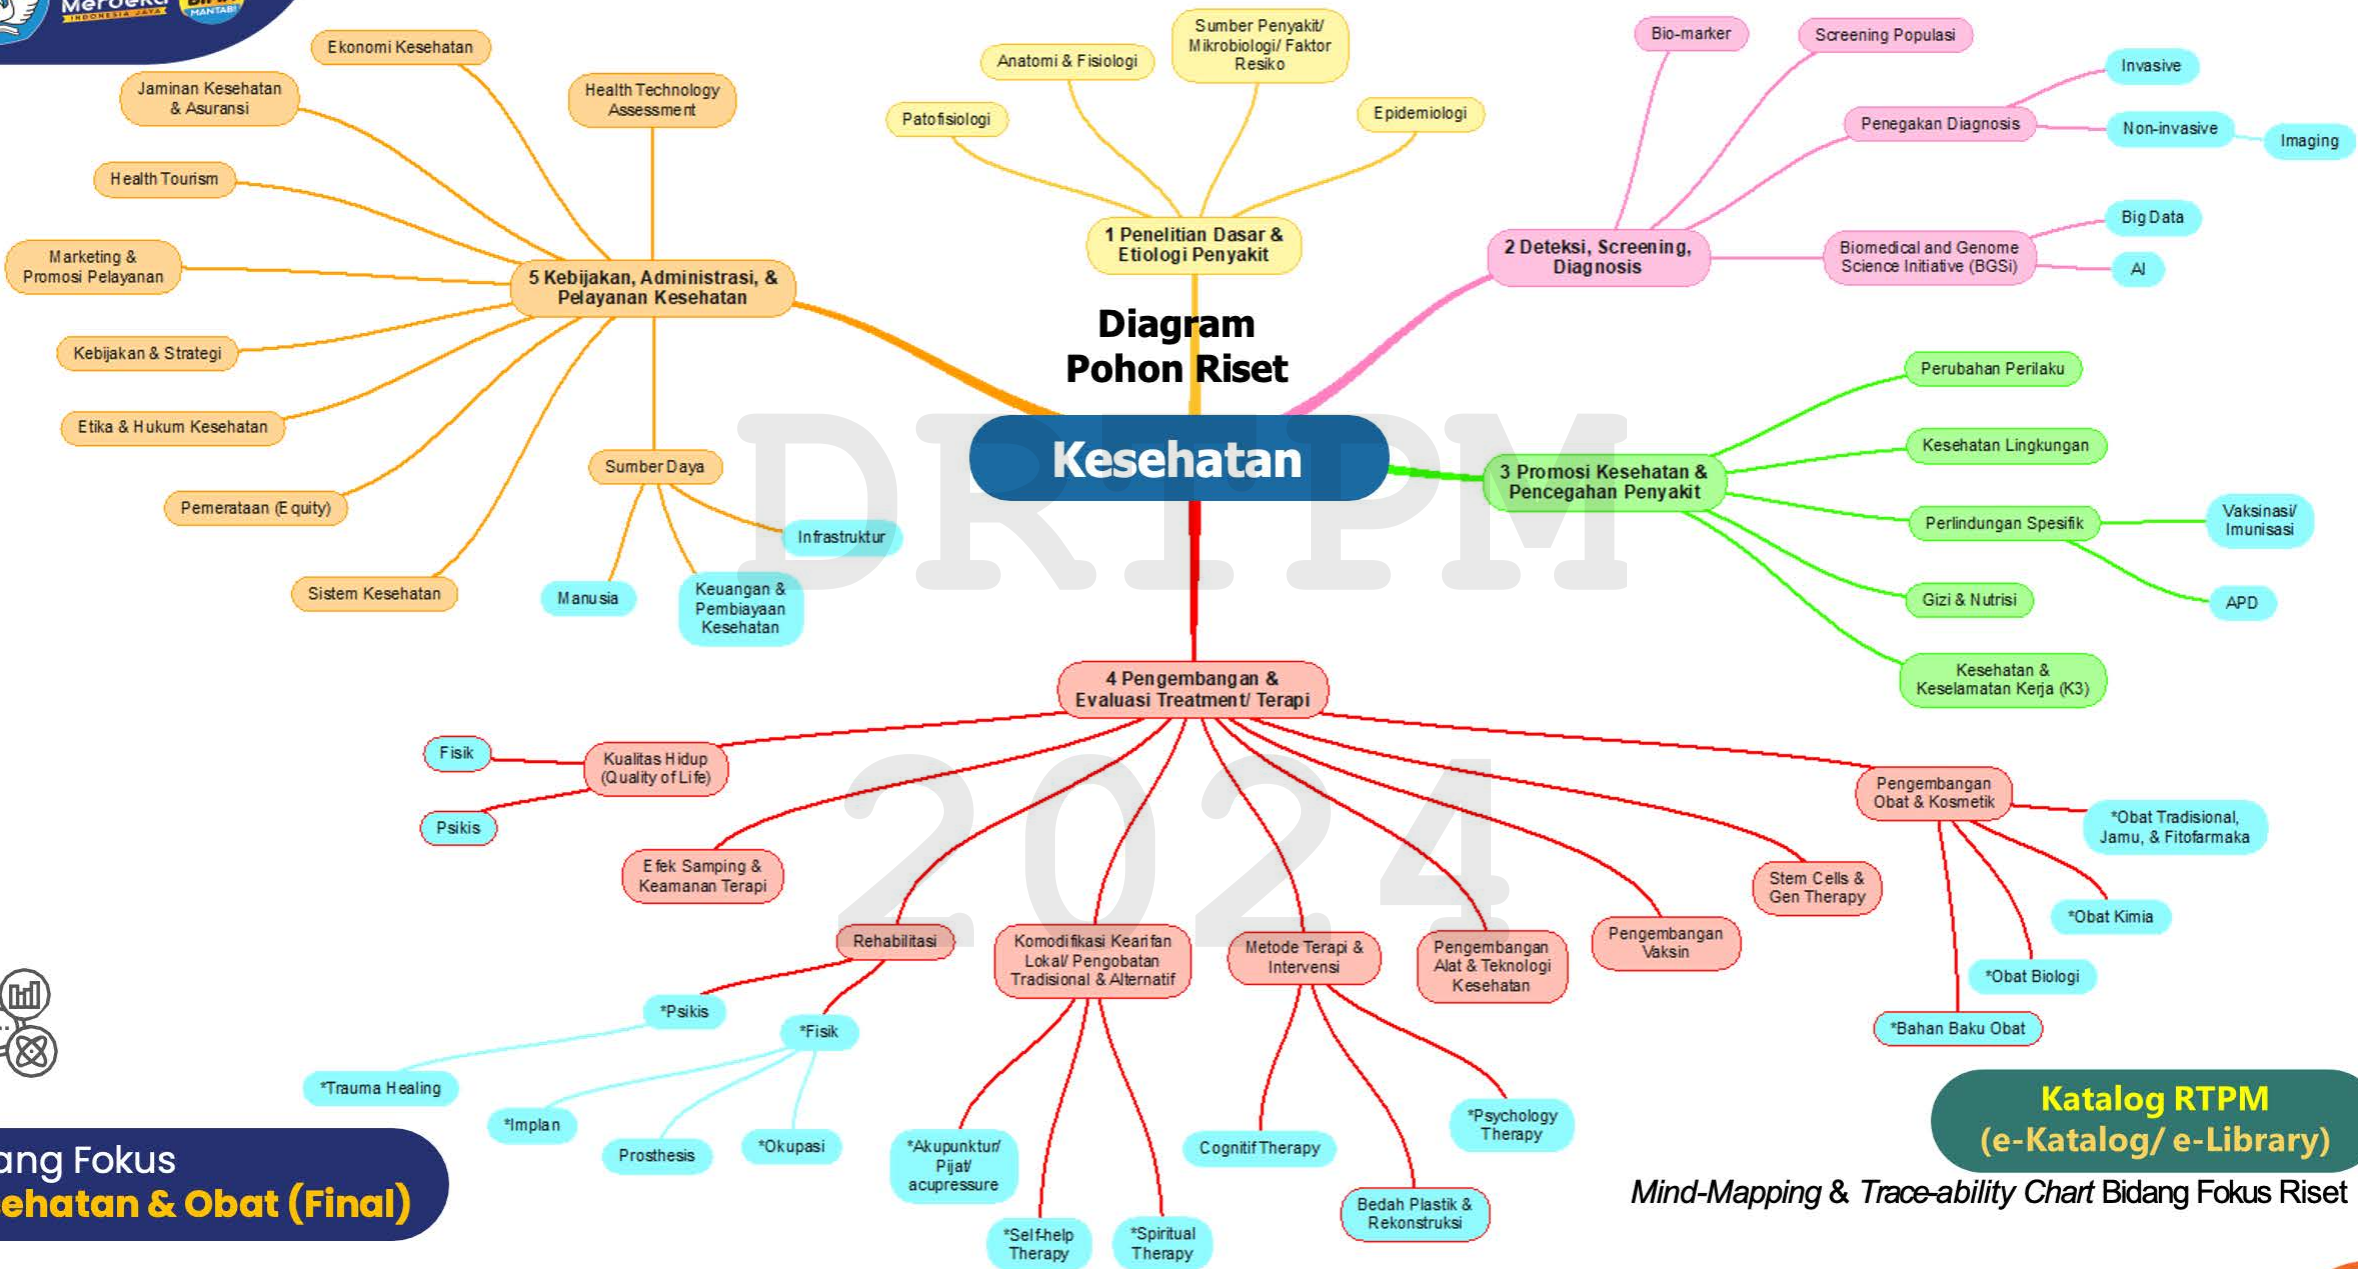 Merdeka
INDONESIA JAYA
MANTAB!
Ekonomi Kesehatan
Jaminan Kesehatan
& Asuransi
Health Technology
Assessment
Health Tourism
Marketing &
Promosi Pelayanan
5 Kebijakan, Administrasi, &
Pelayanan Kesehatan
Kebijakan & Strategi
Etika & Hukum Kesehatan
Pemerataan (Equity)
Sistem Kesehatan
Sumber Daya
Manusia
Keuangan &
Pembiayaan
Kesehatan
Infrastruktur
Patofisiologi
Anatomi & Fisiologi
Sumber Penyakit/
Mikrobiologi/ Faktor
Resiko
Epidemiologi
1 Penelitian Dasar &
Etiologi Penyakit
Diagram
Pohon Riset
Kesehatan
Bio-marker
Screening Populasi
Penegakan Diagnosis
Invasive
Non-invasive
Imaging
2 Deteksi, Screening,
Diagnosis
Biomedical and Genome
Science Initiative (BGSi)
Big Data
AI
3 Promosi Kesehatan &
Pencegahan Penyakit
Perubahan Perilaku
Kesehatan Lingkungan
Perlindungan Spesifik
Vaksinasi/
Imunisasi
APD
Gizi & Nutrisi
Kesehatan &
Keselamatan Kerja (K3)
DRTPM
2024
4 Pengembangan &
Evaluasi Treatment/ Terapi
Kualitas Hidup
(Quality of Life)
Fisik
Psikis
Efek Samping &
Keamanan Terapi
Rehabilitasi
*Psikis
*Fisik
*Trauma Healing
*Implan
Prosthesis
*Okupasi
Komodifikasi Kearifan
Lokal/ Pengobatan
Tradisional & Alternatif
*Akupunktur/
Pijat/
acupressure
*Self-help
Therapy
*Spiritual
Therapy
Metode Terapi &
Intervensi
Cognitif Therapy
Bedah Plastik &
Rekonstruksi
*Psychology
Therapy
Pengembangan
Alat & Teknologi
Kesehatan
Pengembangan
Vaksin
Stem Cells &
Gen Therapy
Pengembangan
Obat & Kosmetik
*Obat Tradisional,
Jamu, & Fitofarmaka
*Obat Kimia
*Obat Biologi
*Bahan Baku Obat
ang Fokus
ehatan & Obat (Final)
Katalog RTPM
(e-Katalog/ e-Library)
Mind-Mapping & Trace-ability Chart Bidang Fokus Riset